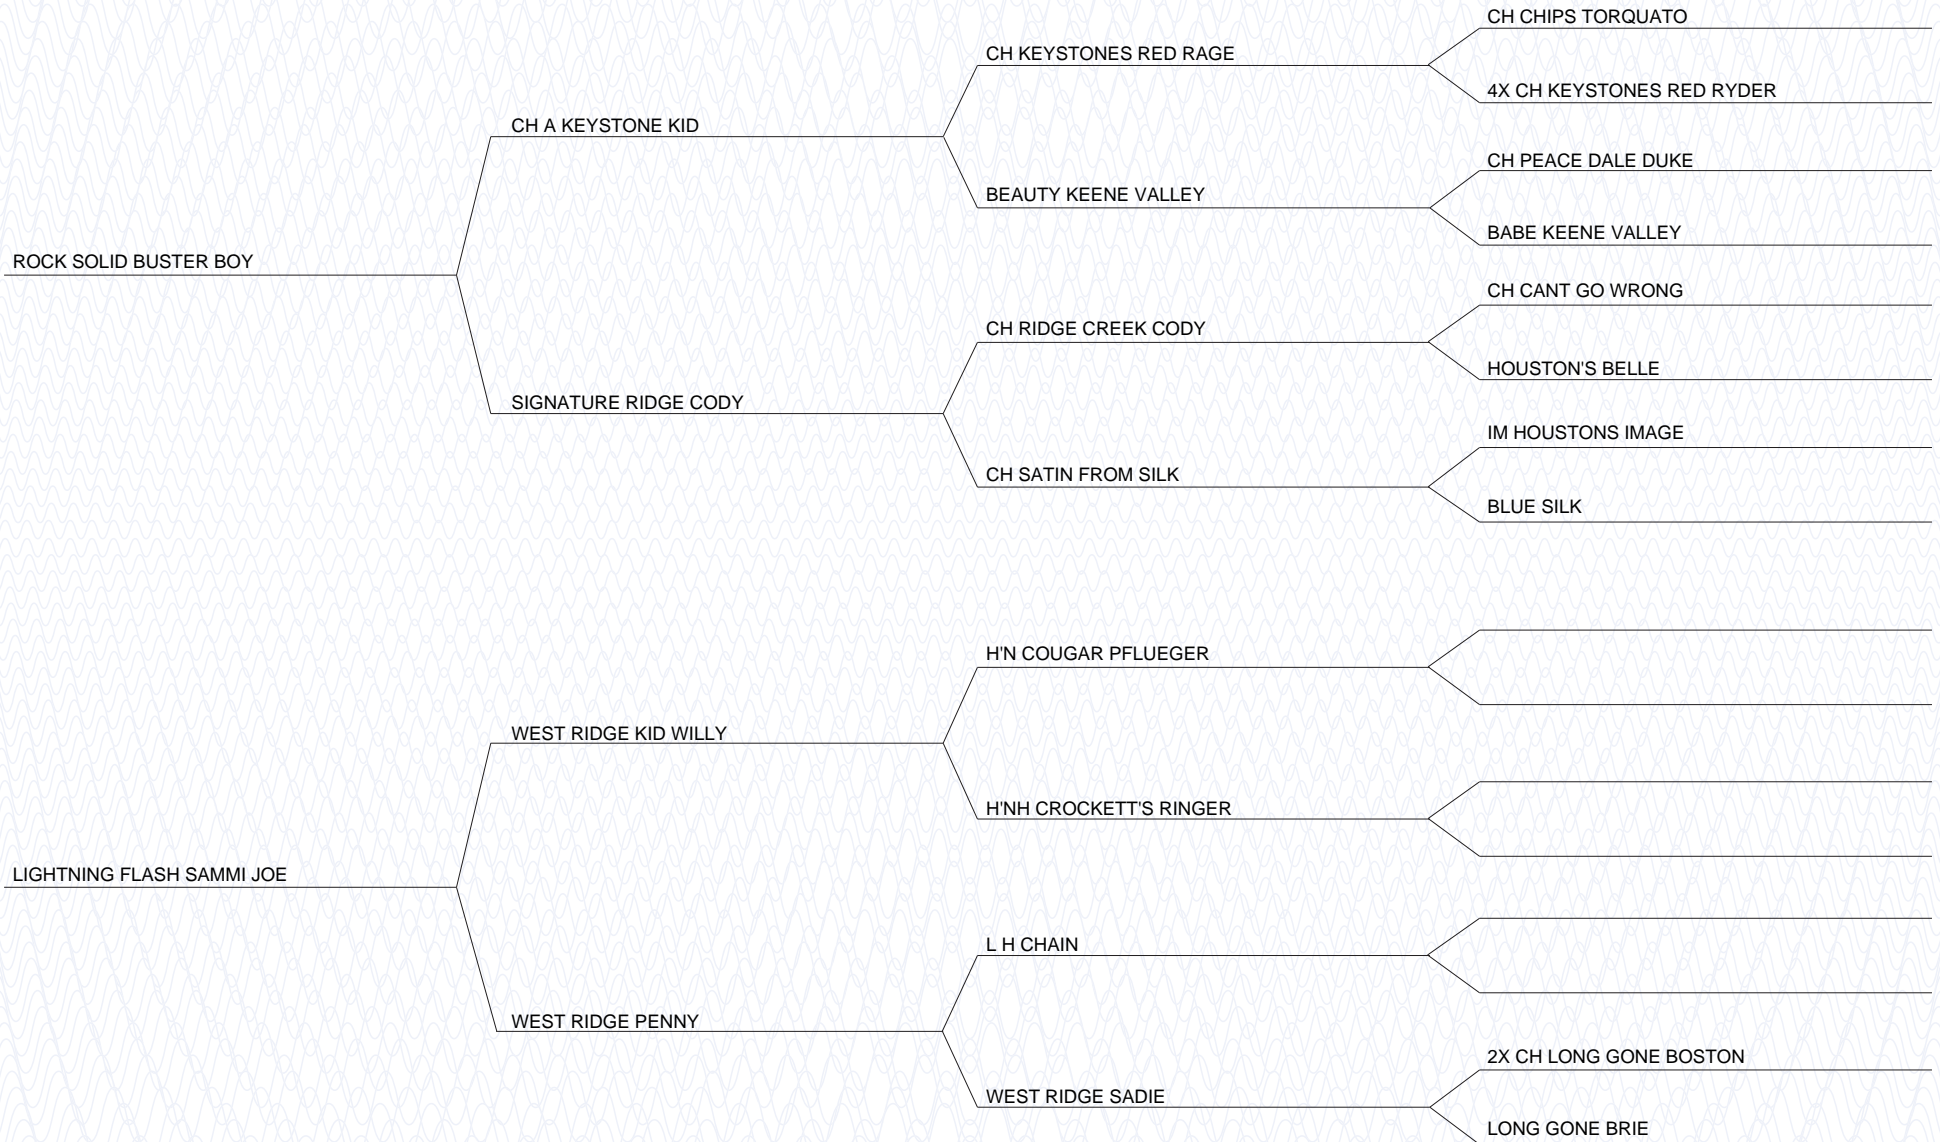 CH CHIPS TORQUATO
CH KEYSTONES RED RAGE
4X CH KEYSTONES RED RYDER
CH A KEYSTONE KID
CH PEACE DALE DUKE
BEAUTY KEENE VALLEY
BABE KEENE VALLEY
ROCK SOLID BUSTER BOY
CH CANT GO WRONG
CH RIDGE CREEK CODY
HOUSTON'S BELLE
SIGNATURE RIDGE CODY
IM HOUSTONS IMAGE
CH SATIN FROM SILK
BLUE SILK
H'N COUGAR PFLUEGER
WEST RIDGE KID WILLY
H'NH CROCKETT'S RINGER
LIGHTNING FLASH SAMMI JOE
L H CHAIN
WEST RIDGE PENNY
2X CH LONG GONE BOSTON
WEST RIDGE SADIE
LONG GONE BRIE